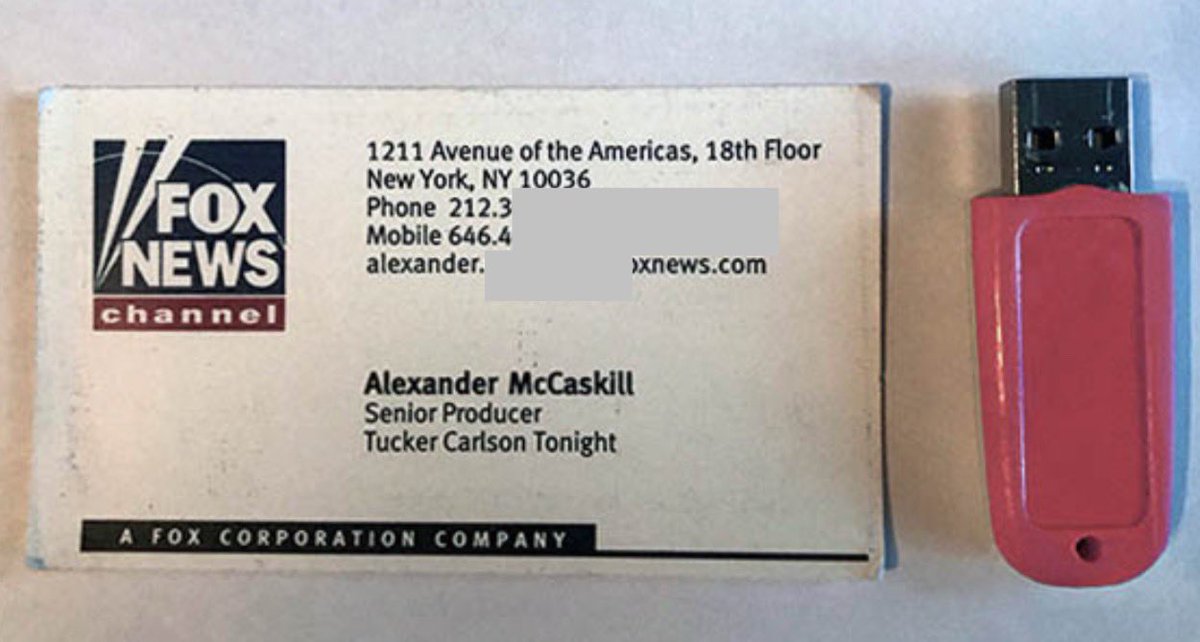 FOX
NEWS
channel
1211 Avenue of the Americas, 18th Floor
New York, NY 10036
Phone 212.3
Mobile 646.4
alexander. oxnews.com
Alexander McCaskill
Senior Producer
Tucker Carlson Tonight
A FOX CORPORATION COMPANY